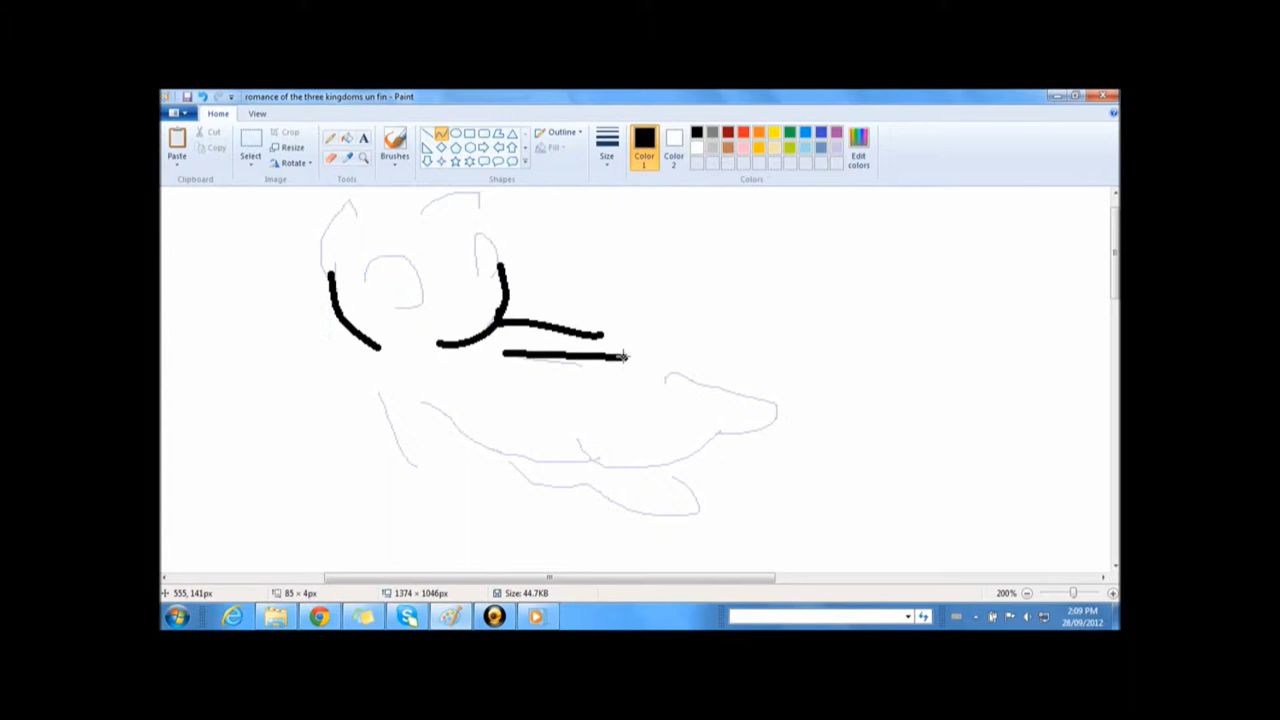 romance of the three kingdoms un fin - Paint
Home View
Paste
Cut
Copy
Clipboard
Select
Crop
Resize
Rotate
Image
A
Tools
Brushes
Shapes
Outline
Fill
Size
Color 1
Color 2
Edit colors
Colors
555, 141px 85 × 4px 1374 × 1046px Size: 44.7KB 200%
2:09 PM
28/09/2012